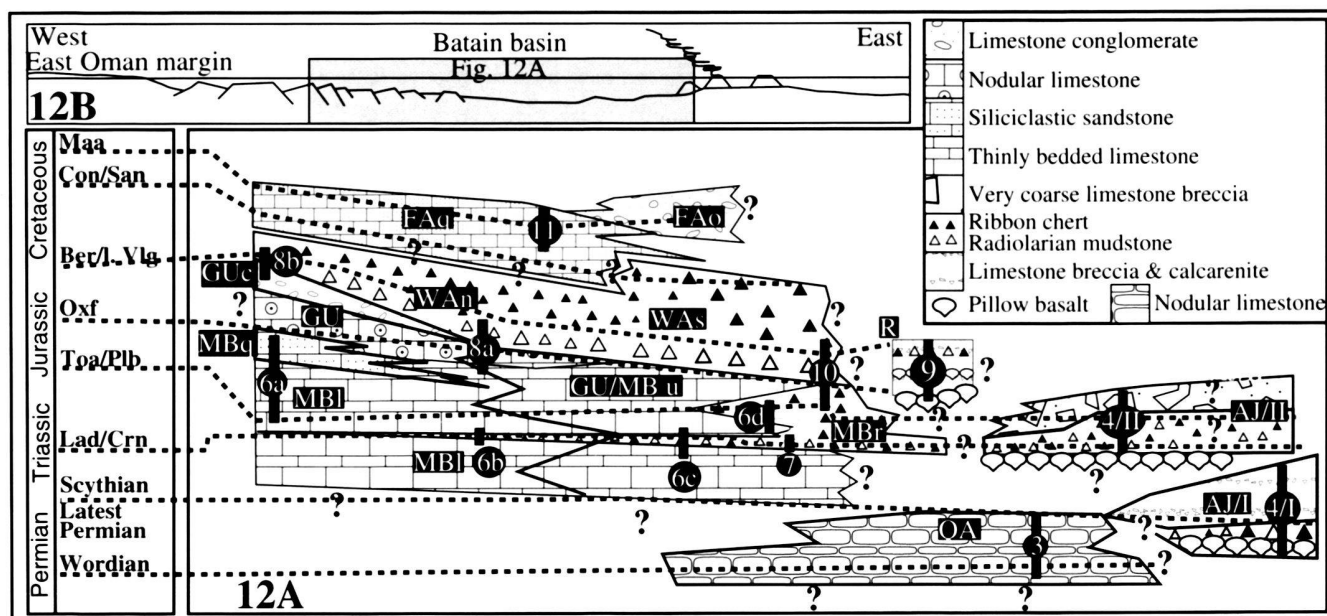 West
East Oman margin
Batain basin
Fig. 12A
East
12B
Limestone conglomerate
Nodular limestone
Siliciclastic sandstone
Thinly bedded limestone
Very coarse limestone breccia
Ribbon chert
Radiolarian mudstone
Limestone breccia & calcarenite
Pillow basalt
Nodular limestone
Permian
Triassic
Jurassic
Cretaceous
Maa
Con/San
Ber/l. Vlg
Oxf
Toa/Plb
Lad/Crn
Scythian
Latest
Permian
Wordian
FAq
11
FAo
?
?
?
?
GUc
8b
WAn
WAs
?
R
?
GU
8a
MBq
6a
MBl
GU/MBu
10
?
9
?
?
6d
MBr
?
4/II
AJ/II
?
?
MBl
6b
6c
7
?
?
?
?
AJ/I
4/I
QA
3
?
?
?
?
?
?
12A